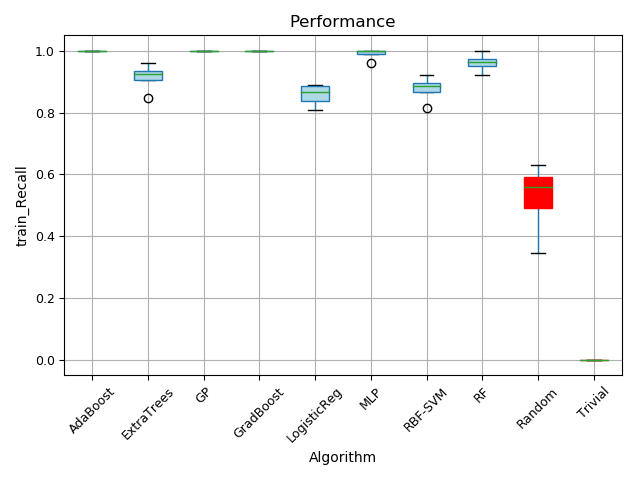 Performance
train_Recall
1.0
0.8
0.6
0.4
0.2
0.0
AdaBoost
ExtraTrees
GP
GradBoost
LogisticReg
MLP
RBF-SVM
RF
Random
Trivial
Algorithm